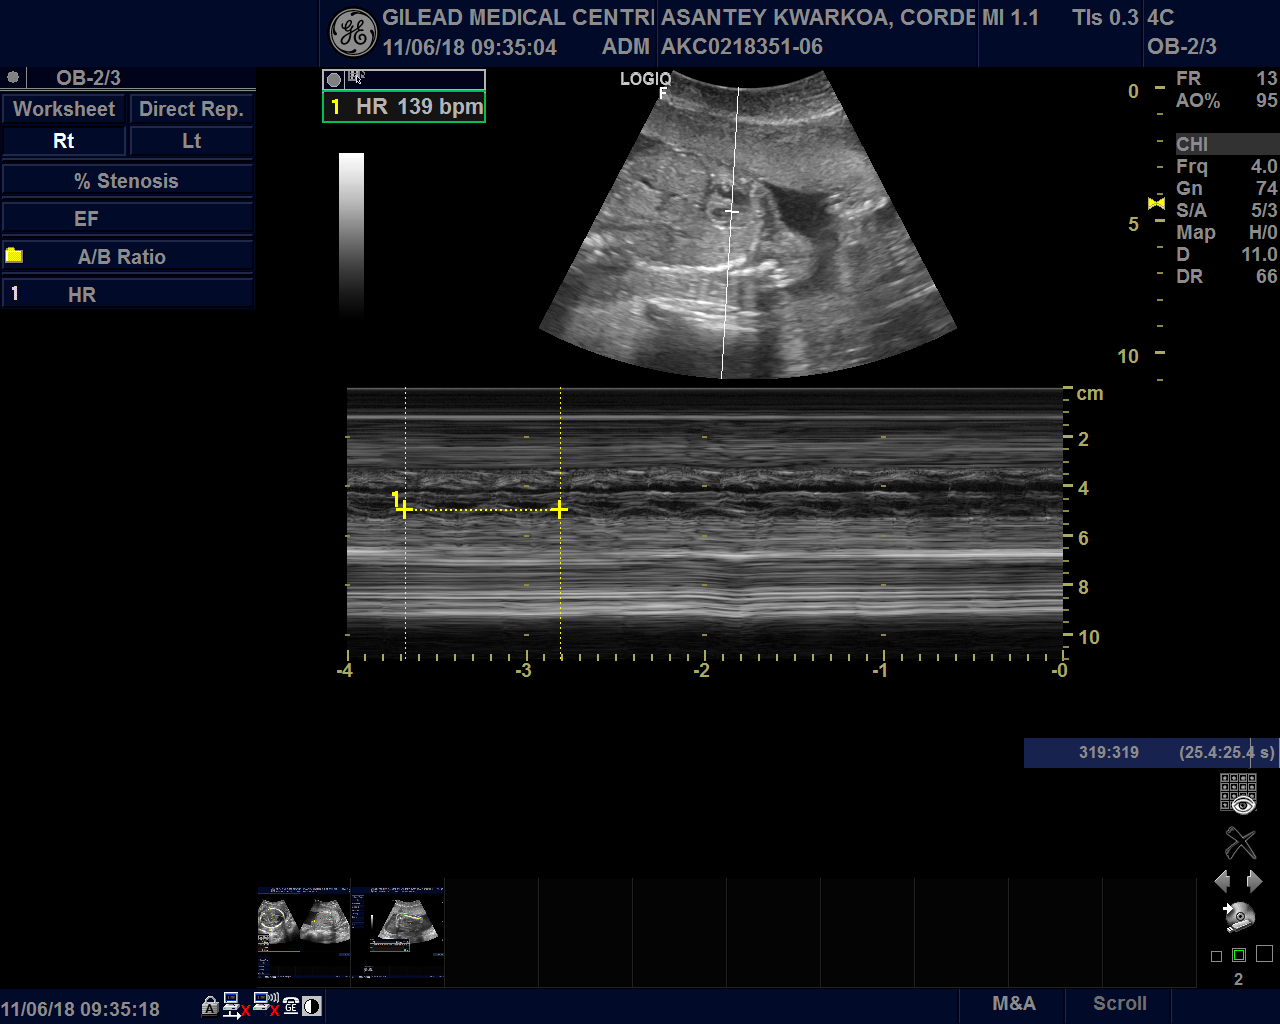 GILEAD MEDICAL CENTR
ASANTEY KWARKOA, CORDE
MI 1.1
TIs 0.3
4C
11/06/18 09:35:04
ADM
AKC0218351-06
OB-2/3
OB-2/3
Worksheet
Direct Rep.
Rt
Lt
% Stenosis
EF
A/B Ratio
1 HR
1 HR 139 bpm
LOGIQ
F
0
5
10
FR 13
AO% 95
CHI
Frq 4.0
Gn 74
S/A 5/3
Map H/0
D 11.0
DR 66
1
cm
2
4
6
8
10
-4 -3 -2 -1 -0
319:319 (25.4:25.4 s)
2
11/06/18 09:35:18
A
GE
M&A
Scroll